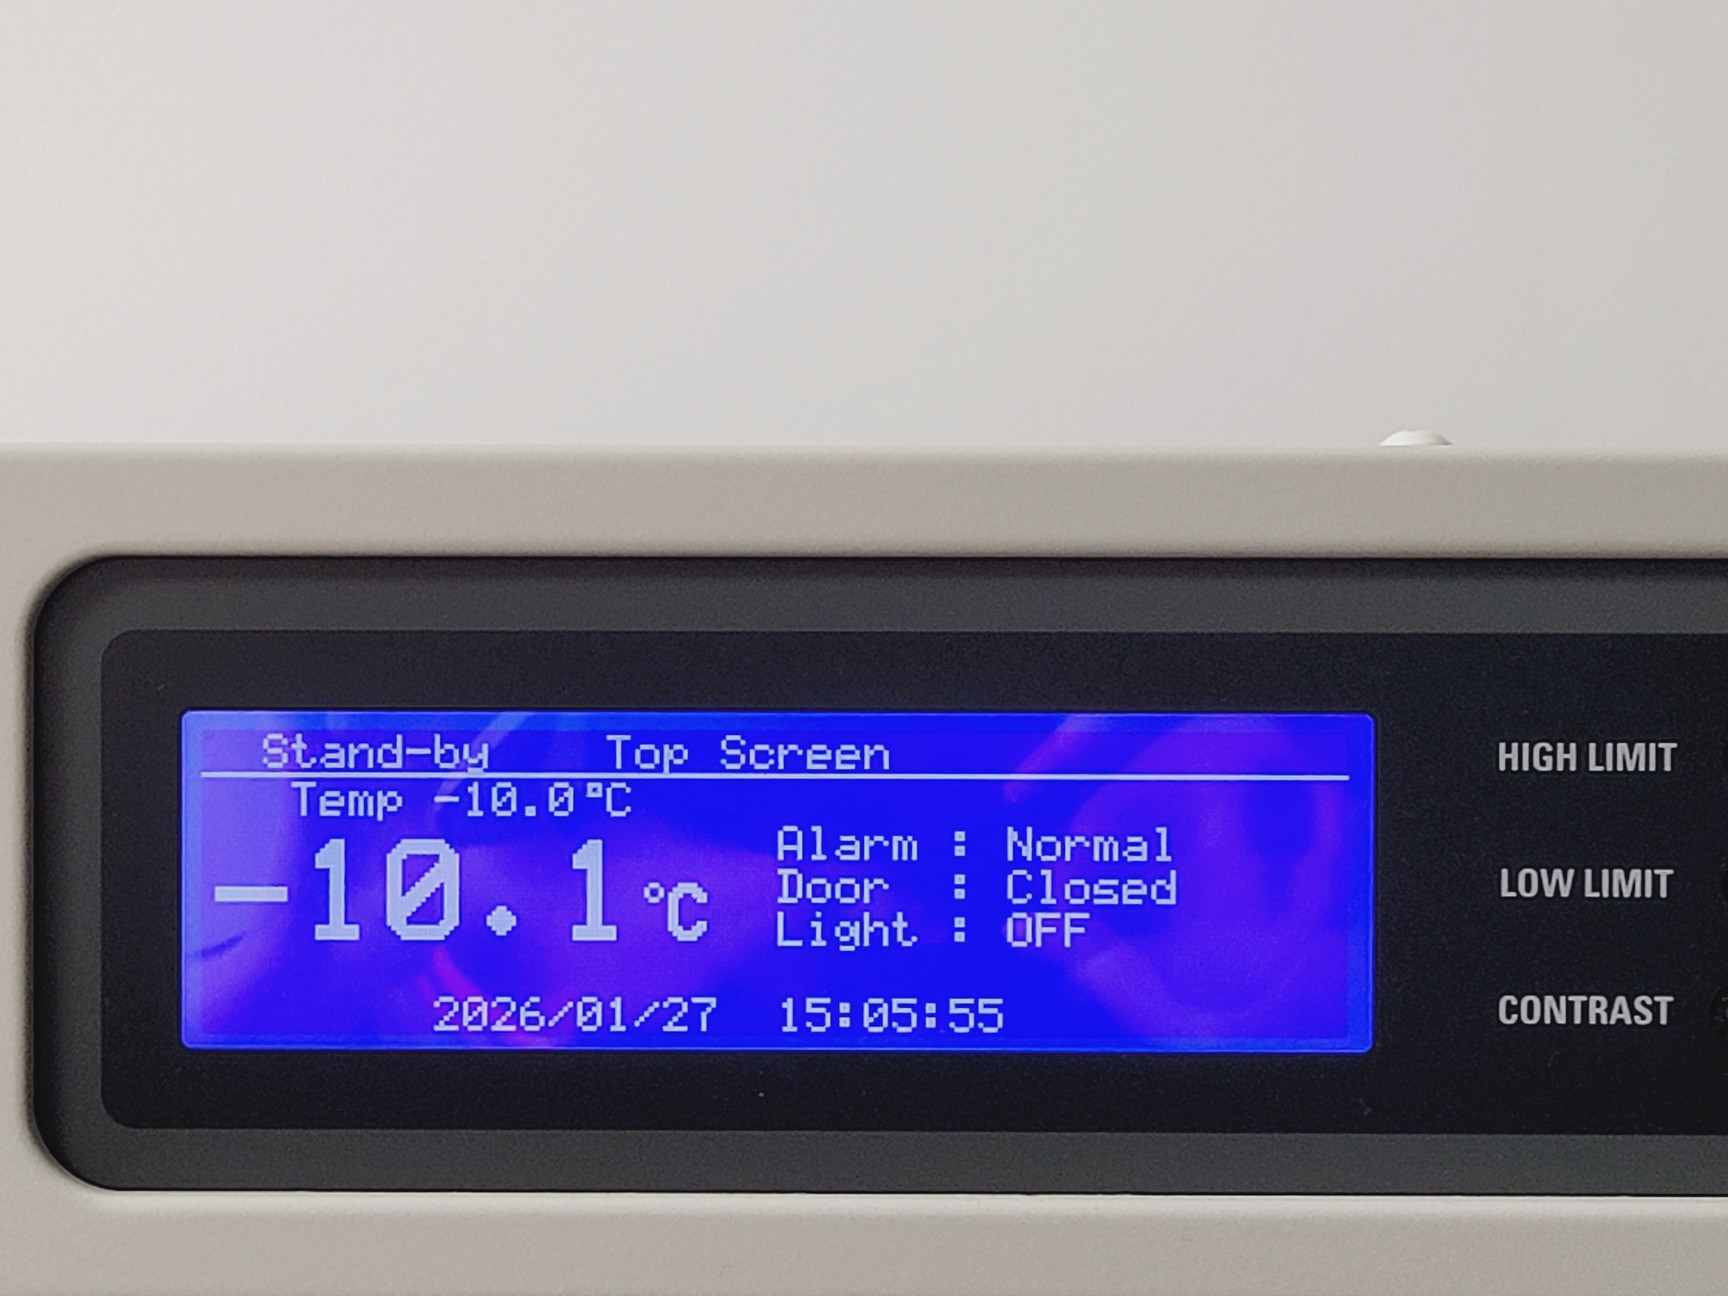 Stand-by Top Screen
Temp -10.0°C
-10.1°C
Alarm : Normal
Door : Closed
Light : OFF
2026/01/27 15:05:55
HIGH LIMIT
LOW LIMIT
CONTRAST